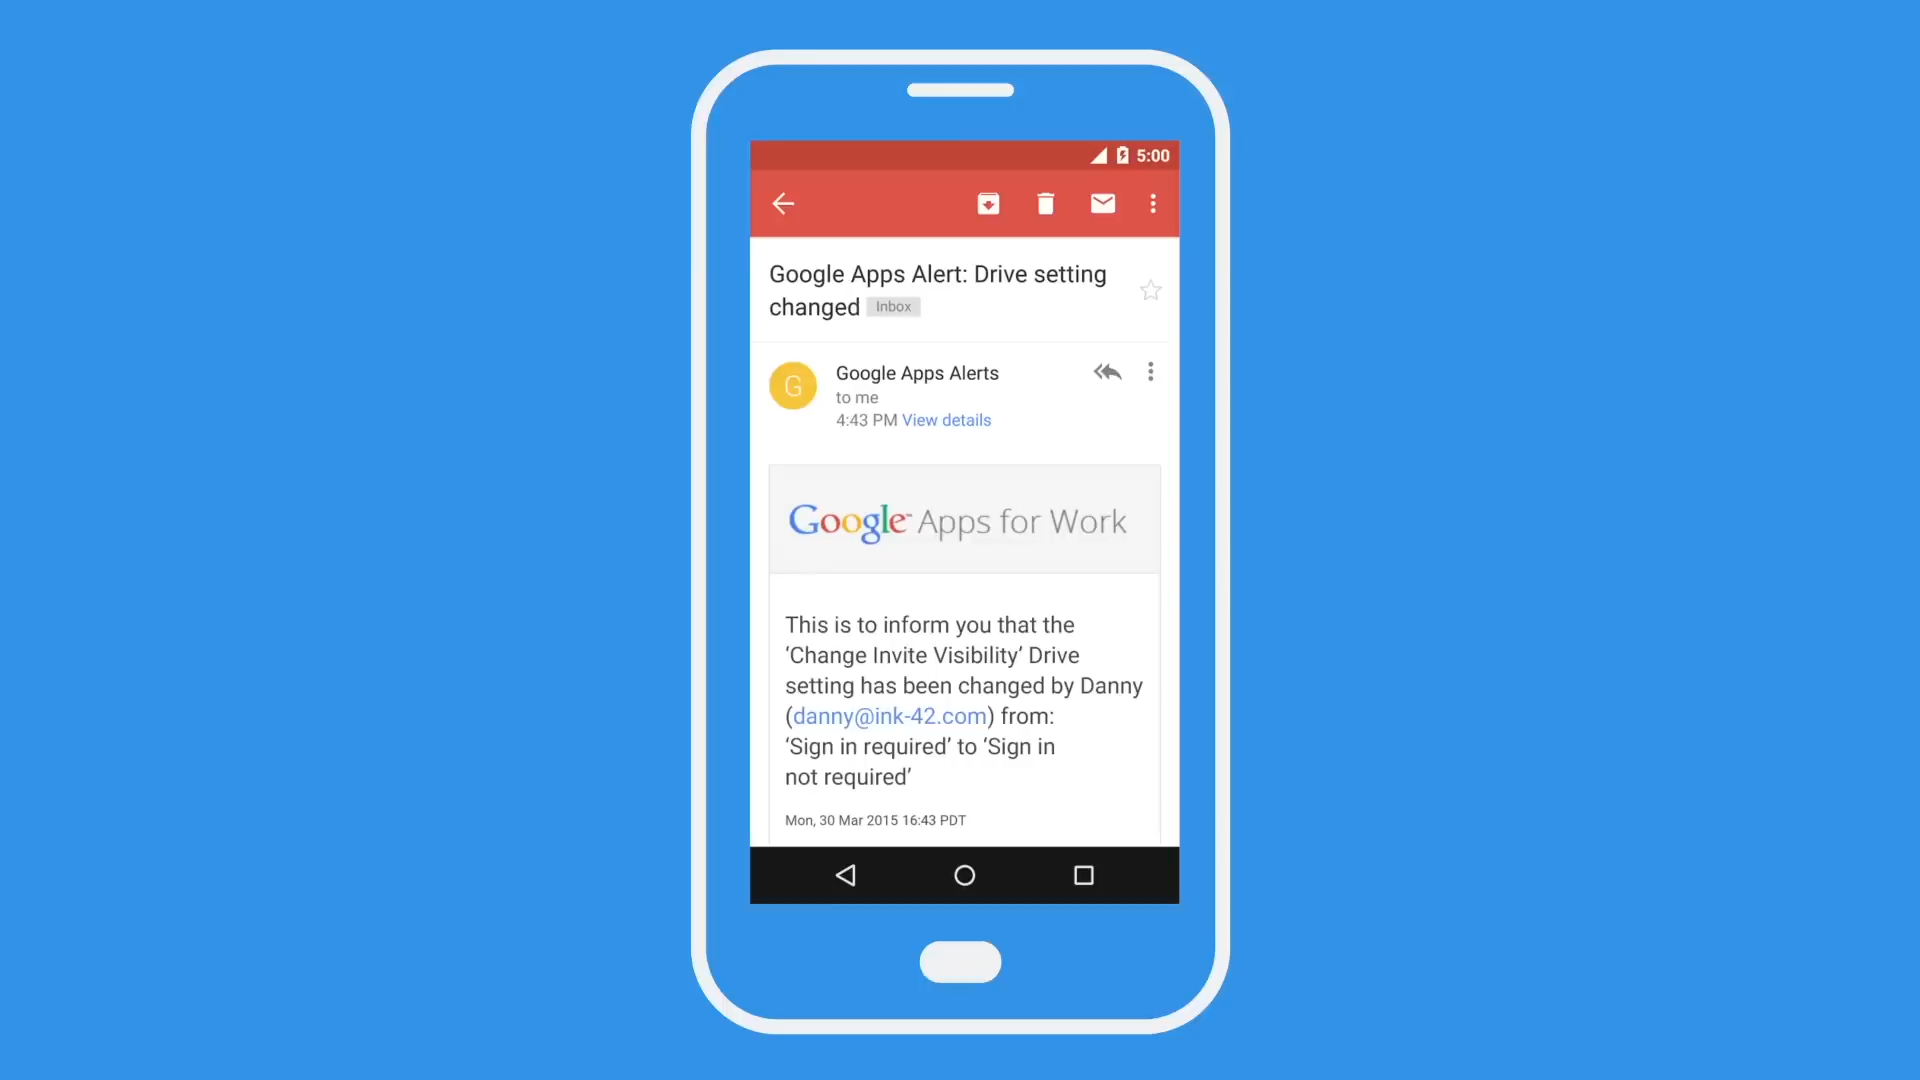 5:00
Google Apps Alert: Drive setting
changed Inbox
G
Google Apps Alerts
to me
4:43 PM View details
Google™ Apps for Work
This is to inform you that the
‘Change Invite Visibility’ Drive
setting has been changed by Danny
(danny@ink-42.com) from:
‘Sign in required’ to ‘Sign in
not required’
Mon, 30 Mar 2015 16:43 PDT